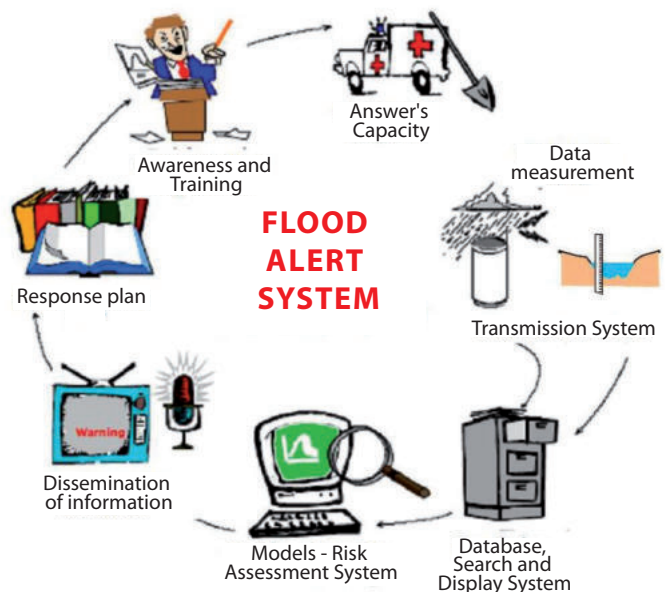 Answer's
Capacity
Awareness and
Training
Data
measurement
FLOOD
ALERT
SYSTEM
Response plan
Transmission System
Warning
Dissemination
of information
Models - Risk
Assessment System
Database,
Search and
Display System